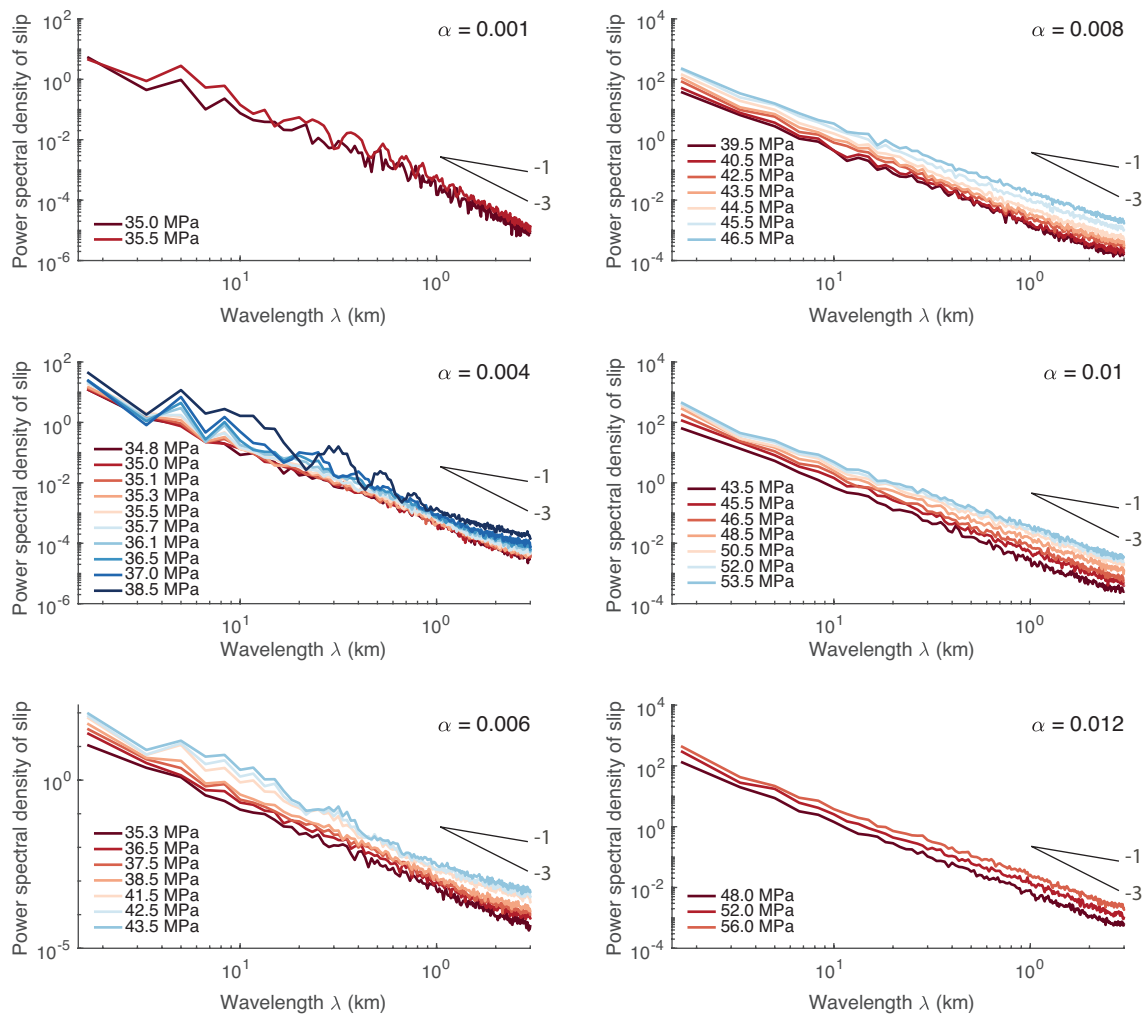 α = 0.001
Power spectral density of slip
10^2
10^0
10^-2
10^-4
10^-6
-1
-3
35.0 MPa
35.5 MPa
10^1
10^0
Wavelength λ (km)
α = 0.008
Power spectral density of slip
10^4
10^2
10^0
10^-2
10^-4
-1
-3
39.5 MPa
40.5 MPa
42.5 MPa
43.5 MPa
44.5 MPa
45.5 MPa
46.5 MPa
10^1
10^0
Wavelength λ (km)
α = 0.004
Power spectral density of slip
10^2
10^0
10^-2
10^-4
10^-6
-1
-3
34.8 MPa
35.0 MPa
35.1 MPa
35.3 MPa
35.5 MPa
35.7 MPa
36.1 MPa
36.5 MPa
37.0 MPa
38.5 MPa
10^1
10^0
Wavelength λ (km)
α = 0.01
Power spectral density of slip
10^4
10^2
10^0
10^-2
10^-4
-1
-3
43.5 MPa
45.5 MPa
46.5 MPa
48.5 MPa
50.5 MPa
52.0 MPa
53.5 MPa
10^1
10^0
Wavelength λ (km)
α = 0.006
Power spectral density of slip
10^0
10^-5
-1
-3
35.3 MPa
36.5 MPa
37.5 MPa
38.5 MPa
41.5 MPa
42.5 MPa
43.5 MPa
10^1
10^0
Wavelength λ (km)
α = 0.012
Power spectral density of slip
10^4
10^2
10^0
10^-2
10^-4
-1
-3
48.0 MPa
52.0 MPa
56.0 MPa
10^1
10^0
Wavelength λ (km)